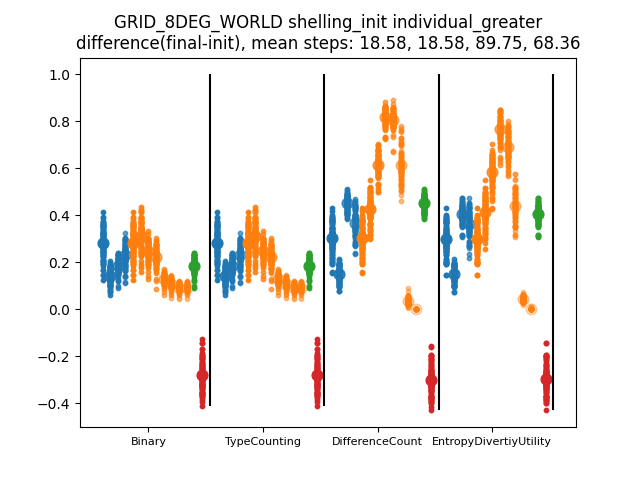 GRID_8DEG_WORLD shelling_init individual_greater
difference(final-init), mean steps: 18.58, 18.58, 89.75, 68.36
1.0
0.8
0.6
0.4
0.2
0.0
−0.2
−0.4
Binary TypeCounting DifferenceCount EntropyDivertiyUtility